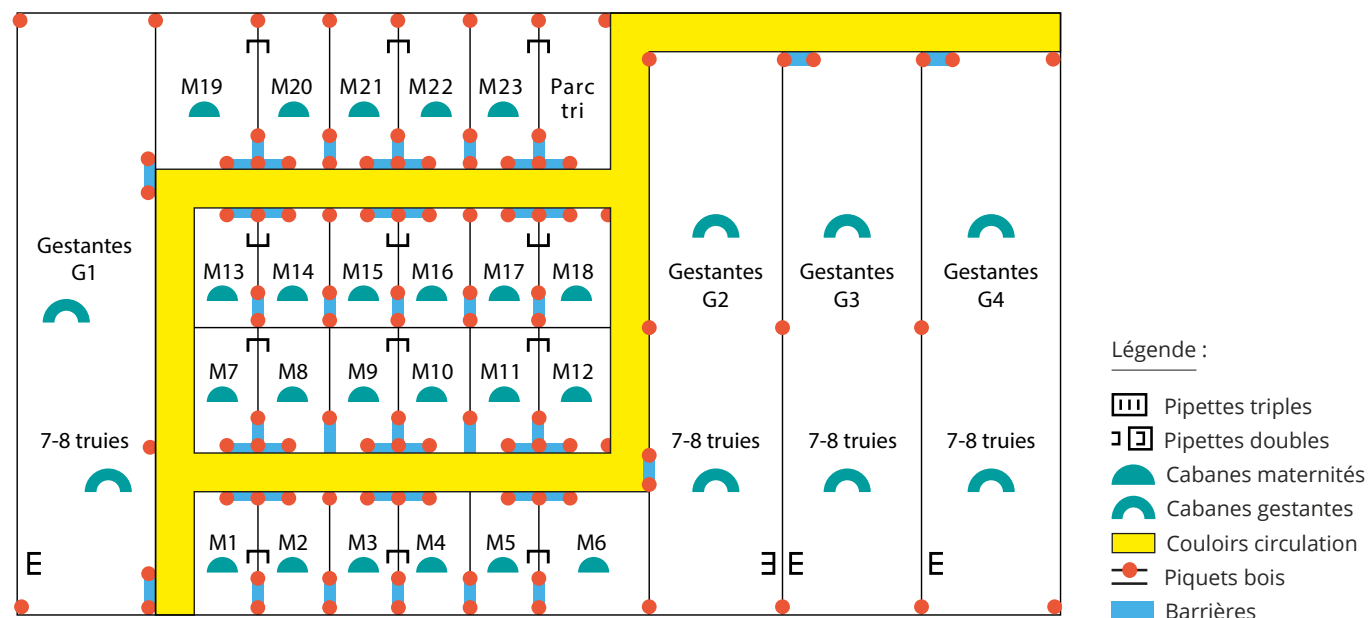 M19
M20
M21
M22
M23
Parc
tri
Gestantes
G1
M13
M14
M15
M16
M17
M18
Gestantes
G2
Gestantes
G3
Gestantes
G4
M7
M8
M9
M10
M11
M12
7-8 truies
7-8 truies
7-8 truies
7-8 truies
M1
M2
M3
M4
M5
M6
Légende :
Pipettes triples
Pipettes doubles
Cabanes maternités
Cabanes gestantes
Couloirs circulation
Piquets bois
Barrières